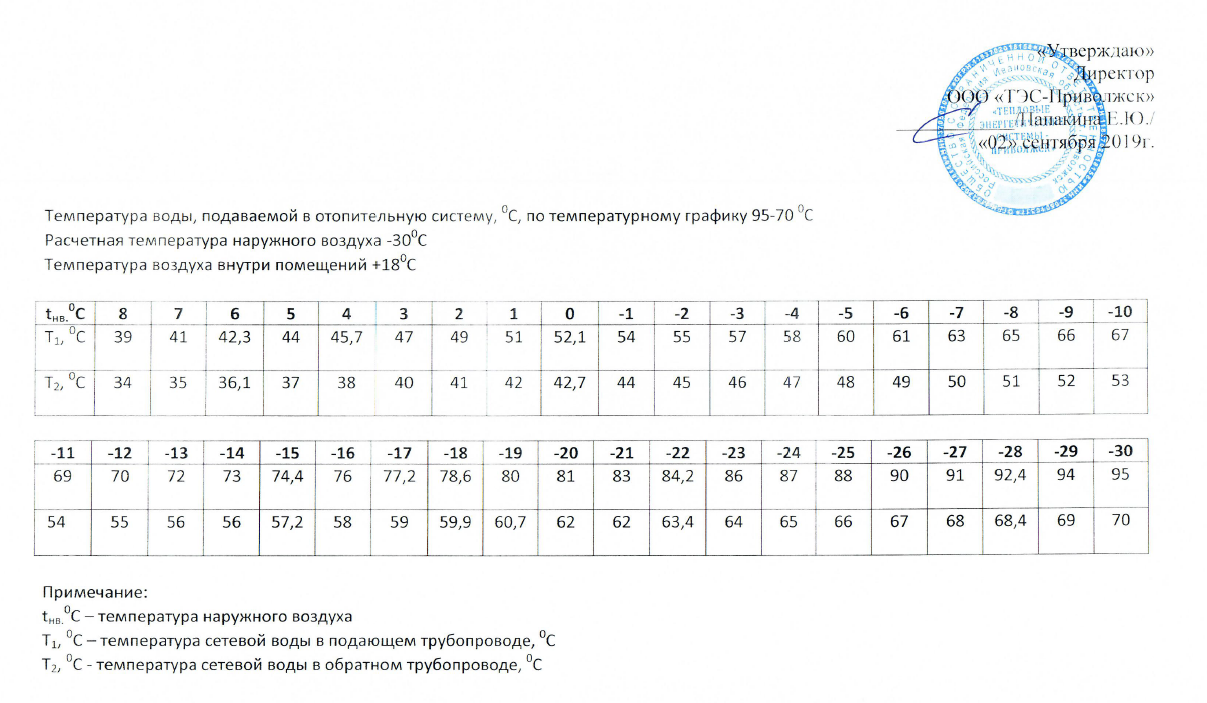 «Утверждаю»
Директор
ООО «ТЭС-Приволжск»
/Папакина Е.Ю./
«02» сентября 2019г.
«ТЕПЛОВЫЕ
СИСТЕМЫ
Температура воды, подаваемой в отопительную систему, ⁰С, по температурному графику 95-70 ⁰С
Расчетная температура наружного воздуха -30⁰С
Температура воздуха внутри помещений +18⁰С
tнв.⁰С 8 7 6 5 4 3 2 1 0 -1 -2 -3 -4 -5 -6 -7 -8 -9 -10
T₁, ⁰С 39 41 42,3 44 45,7 47 49 51 52,1 54 55 57 58 60 61 63 65 66 67
T₂, ⁰С 34 35 36,1 37 38 40 41 42 42,7 44 45 46 47 48 49 50 51 52 53
-11 -12 -13 -14 -15 -16 -17 -18 -19 -20 -21 -22 -23 -24 -25 -26 -27 -28 -29 -30
69 70 72 73 74,4 76 77,2 78,6 80 81 83 84,2 86 87 88 90 91 92,4 94 95
54 55 56 56 57,2 58 59 59,9 60,7 62 62 63,4 64 65 66 67 68 68,4 69 70
Примечание:
tнв.⁰С – температура наружного воздуха
T₁, ⁰С – температура сетевой воды в подающем трубопроводе, ⁰С
T₂, ⁰С - температура сетевой воды в обратном трубопроводе, ⁰С